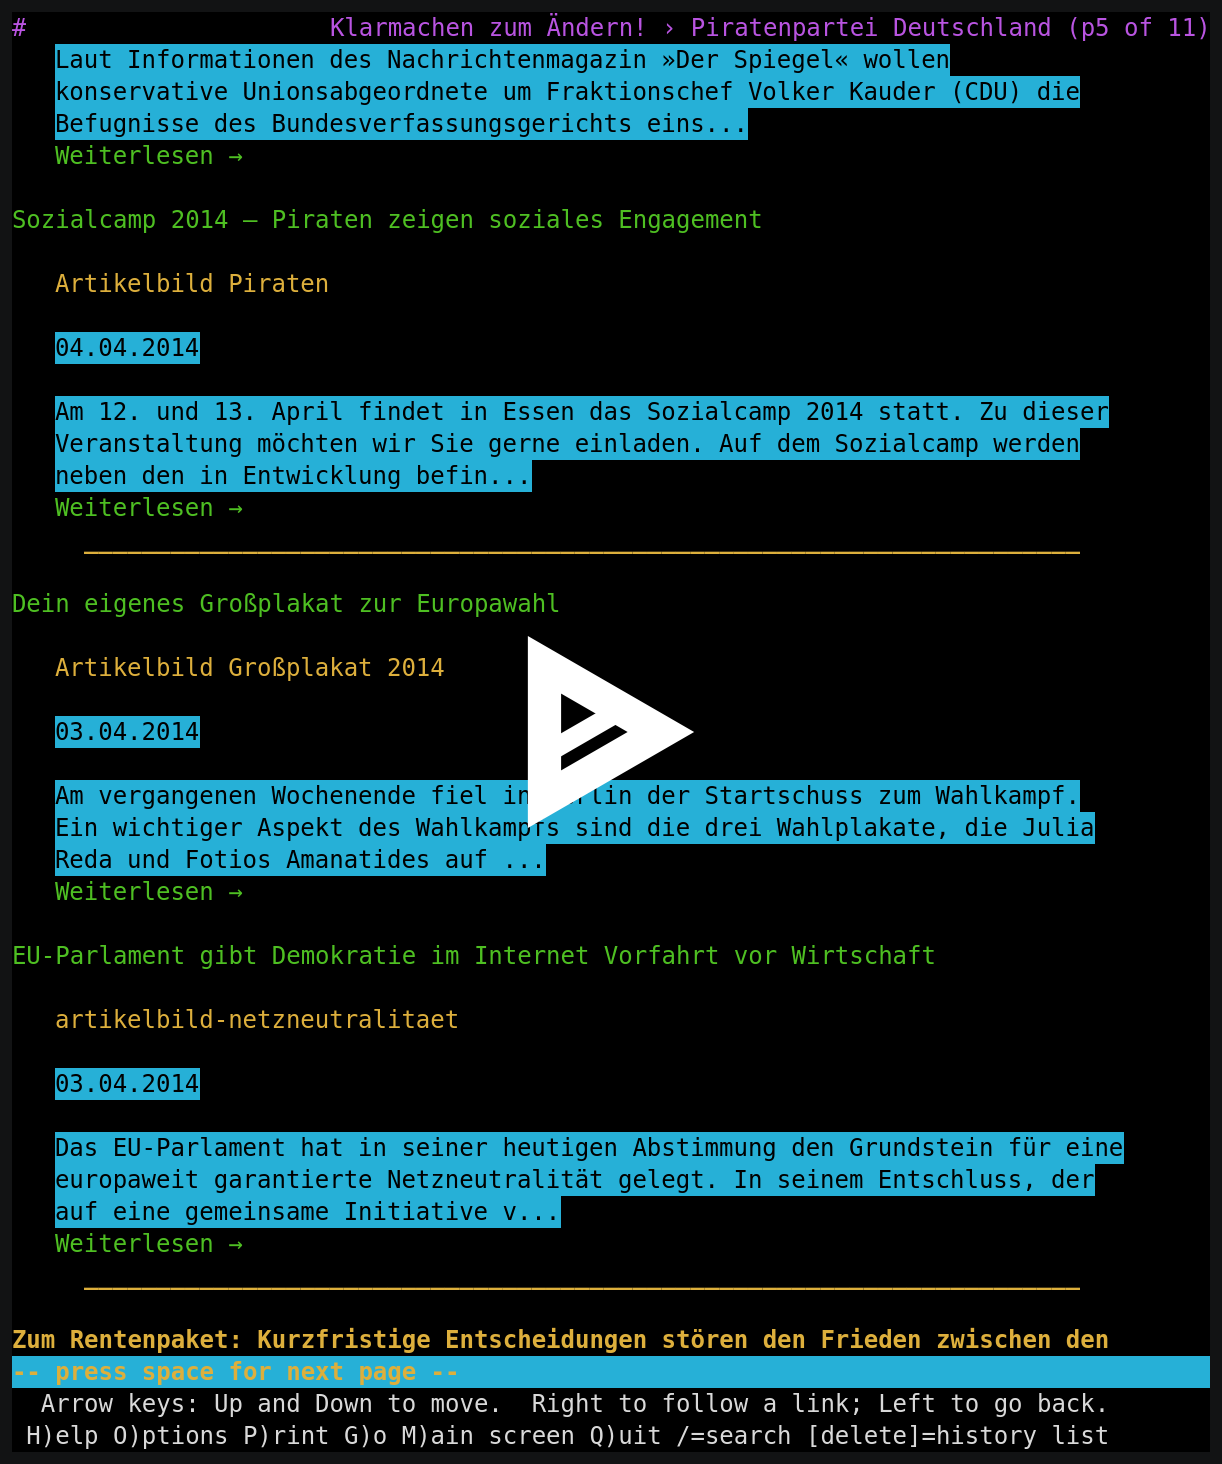 # Klarmachen zum Ändern! › Piratenpartei Deutschland (p5 of 11)
Laut Informationen des Nachrichtenmagazin »Der Spiegel« wollen
konservative Unionsabgeordnete um Fraktionschef Volker Kauder (CDU) die
Befugnisse des Bundesverfassungsgerichts eins...
Weiterlesen →
Sozialcamp 2014 – Piraten zeigen soziales Engagement
Artikelbild Piraten
04.04.2014
Am 12. und 13. April findet in Essen das Sozialcamp 2014 statt. Zu dieser
Veranstaltung möchten wir Sie gerne einladen. Auf dem Sozialcamp werden
neben den in Entwicklung befin...
Weiterlesen →
Dein eigenes Großplakat zur Europawahl
Artikelbild Großplakat 2014
03.04.2014
Am vergangenen Wochenende fiel in der Startschuss zum Wahlkampf.
Ein wichtiger Aspekt des Wahlkampfs sind die drei Wahlplakate, die Julia
Reda und Fotios Amanatides auf ...
Weiterlesen →
EU-Parlament gibt Demokratie im Internet Vorfahrt vor Wirtschaft
artikelbild-netzneutralitaet
03.04.2014
Das EU-Parlament hat in seiner heutigen Abstimmung den Grundstein für eine
europaweit garantierte Netzneutralität gelegt. In seinem Entschluss, der
auf eine gemeinsame Initiative v...
Weiterlesen →
Zum Rentenpaket: Kurzfristige Entscheidungen stören den Frieden zwischen den
-- press space for next page --
Arrow keys: Up and Down to move. Right to follow a link; Left to go back.
H)elp O)ptions P)rint G)o M)ain screen Q)uit /=search [delete]=history list